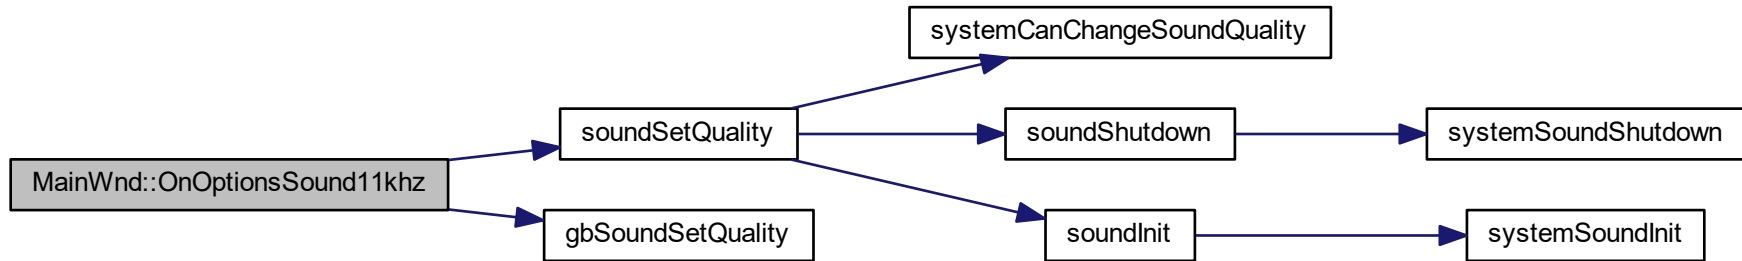 systemCanChangeSoundQuality
soundSetQuality
soundShutdown
systemSoundShutdown
MainWnd::OnOptionsSound11khz
gbSoundSetQuality
soundInit
systemSoundInit